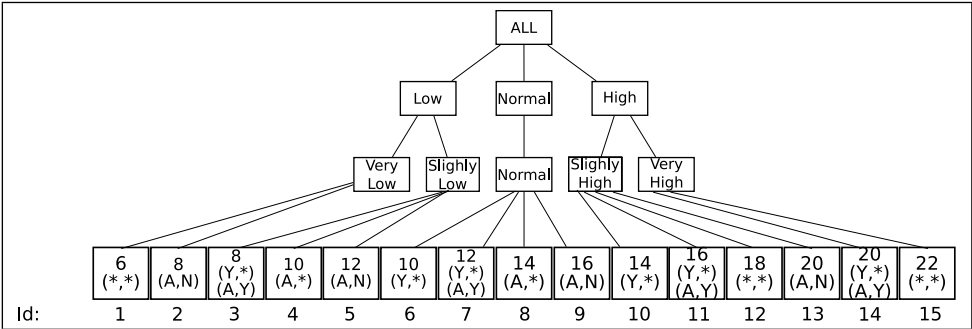 ALL
Low
Normal
High
Very
Low
Slighly
Low
Normal
Slighly
High
Very
High
6
(*,*)
8
(A,N)
8
(Y,*)
(A,Y)
10
(A,*)
12
(A,N)
10
(Y,*)
12
(Y,*)
(A,Y)
14
(A,*)
16
(A,N)
14
(Y,*)
16
(Y,*)
(A,Y)
18
(*,*)
20
(A,N)
20
(Y,*)
(A,Y)
22
(*,*)
Id: 1 2 3 4 5 6 7 8 9 10 11 12 13 14 15